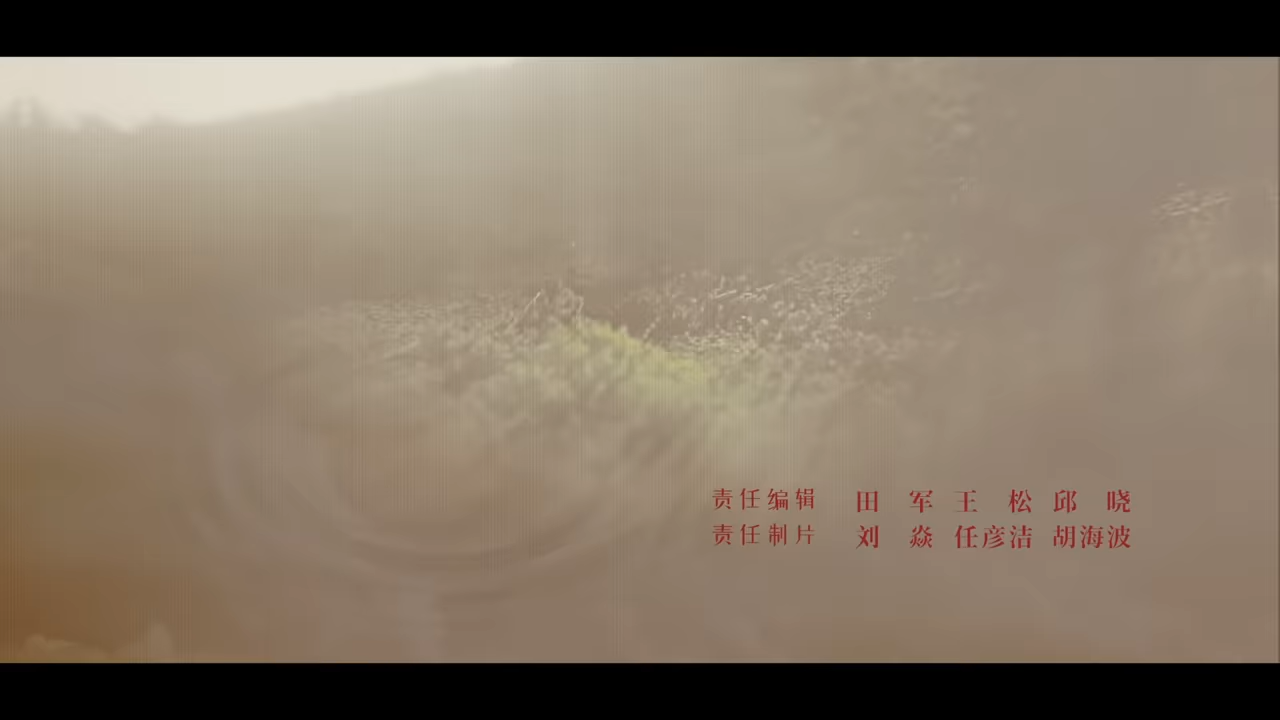 责任编辑 田 军 王 松 邱 晓
责任制片 刘 焱 任彦洁 胡海波